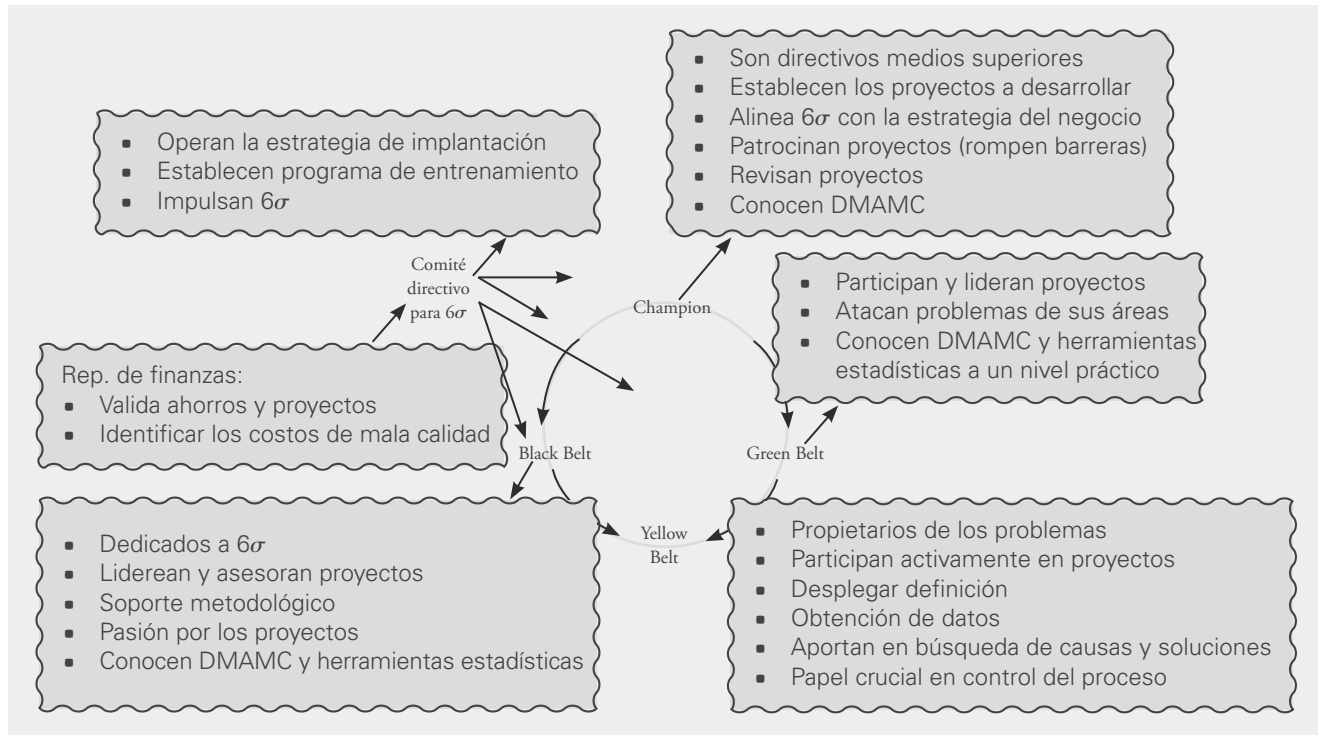 ▪ Son directivos medios superiores
▪ Establecen los proyectos a desarrollar
▪ Alinea 6σ con la estrategia del negocio
▪ Patrocinan proyectos (rompen barreras)
▪ Revisan proyectos
▪ Conocen DMAMC
▪ Operan la estrategia de implantación
▪ Establecen programa de entrenamiento
▪ Impulsan 6σ
Comité
directivo
para 6σ
Champion
▪ Participan y lideran proyectos
▪ Atacan problemas de sus áreas
▪ Conocen DMAMC y herramientas
estadísticas a un nivel práctico
Rep. de finanzas:
▪ Valida ahorros y proyectos
▪ Identificar los costos de mala calidad
Black Belt
Green Belt
Yellow
Belt
▪ Dedicados a 6σ
▪ Liderean y asesoran proyectos
▪ Soporte metodológico
▪ Pasión por los proyectos
▪ Conocen DMAMC y herramientas estadísticas
▪ Propietarios de los problemas
▪ Participan activamente en proyectos
▪ Desplegar definición
▪ Obtención de datos
▪ Aportan en búsqueda de causas y soluciones
▪ Papel crucial en control del proceso